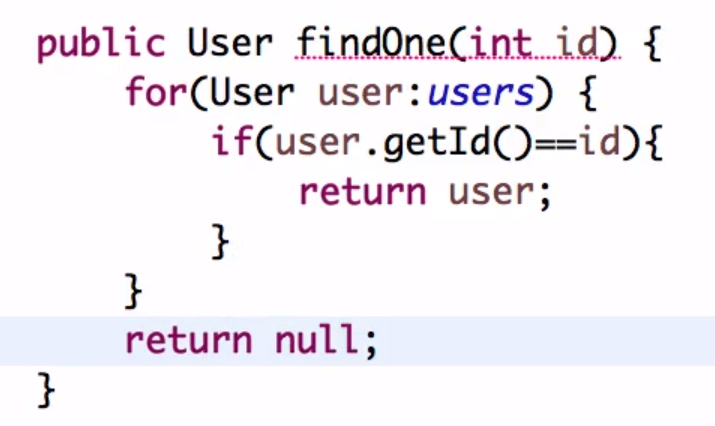 public User findOne(int id) {
    for(User user:users) {
        if(user.getId()==id){
            return user;
        }
    }
    return null;
}